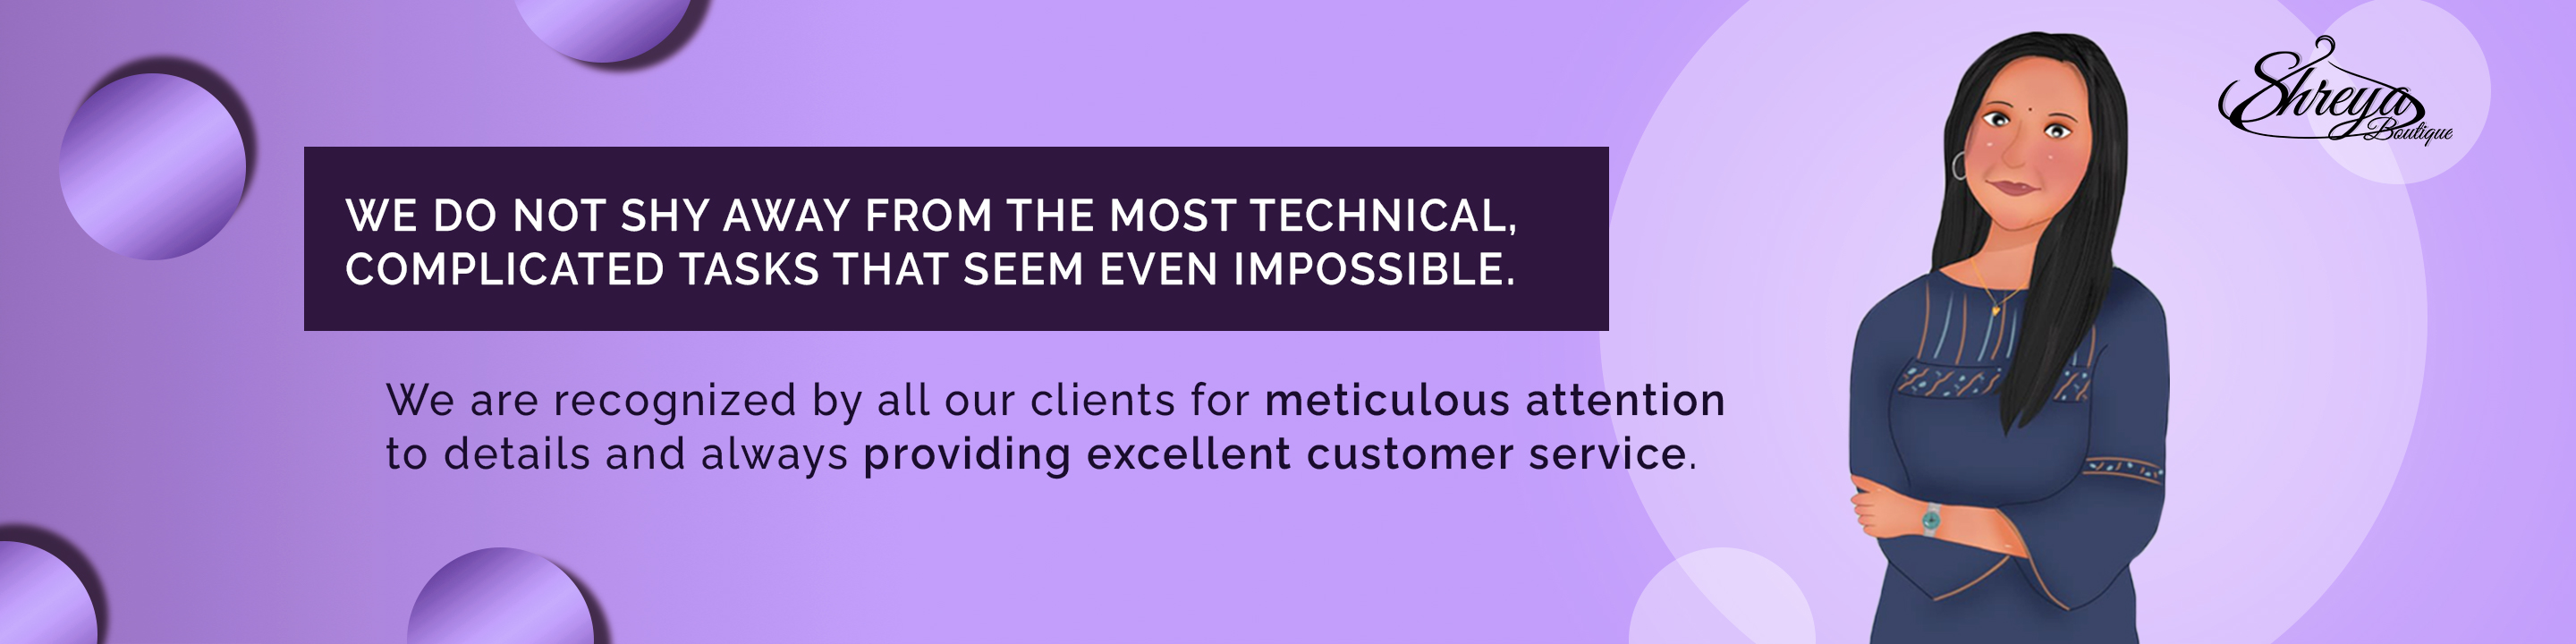 WE DO NOT SHY AWAY FROM THE MOST TECHNICAL,
COMPLICATED TASKS THAT SEEM EVEN IMPOSSIBLE.
We are recognized by all our clients for meticulous attention
to details and always providing excellent customer service.
Shreya
Boutique